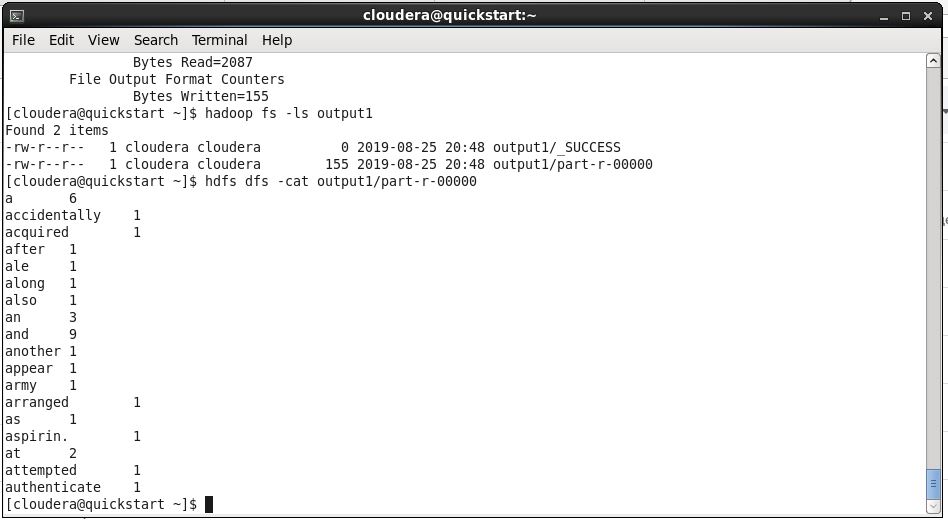 cloudera@quickstart:~
File Edit View Search Terminal Help
Bytes Read=2087
File Output Format Counters
Bytes Written=155
[cloudera@quickstart ~]$ hadoop fs -ls output1
Found 2 items
-rw-r--r--   1 cloudera cloudera          0 2019-08-25 20:48 output1/_SUCCESS
-rw-r--r--   1 cloudera cloudera        155 2019-08-25 20:48 output1/part-r-00000
[cloudera@quickstart ~]$ hdfs dfs -cat output1/part-r-00000
a	6
accidentally	1
acquired	1
after	1
ale	1
along	1
also	1
an	3
and	9
another	1
appear	1
army	1
arranged	1
as	1
aspirin.	1
at	2
attempted	1
authenticate	1
[cloudera@quickstart ~]$